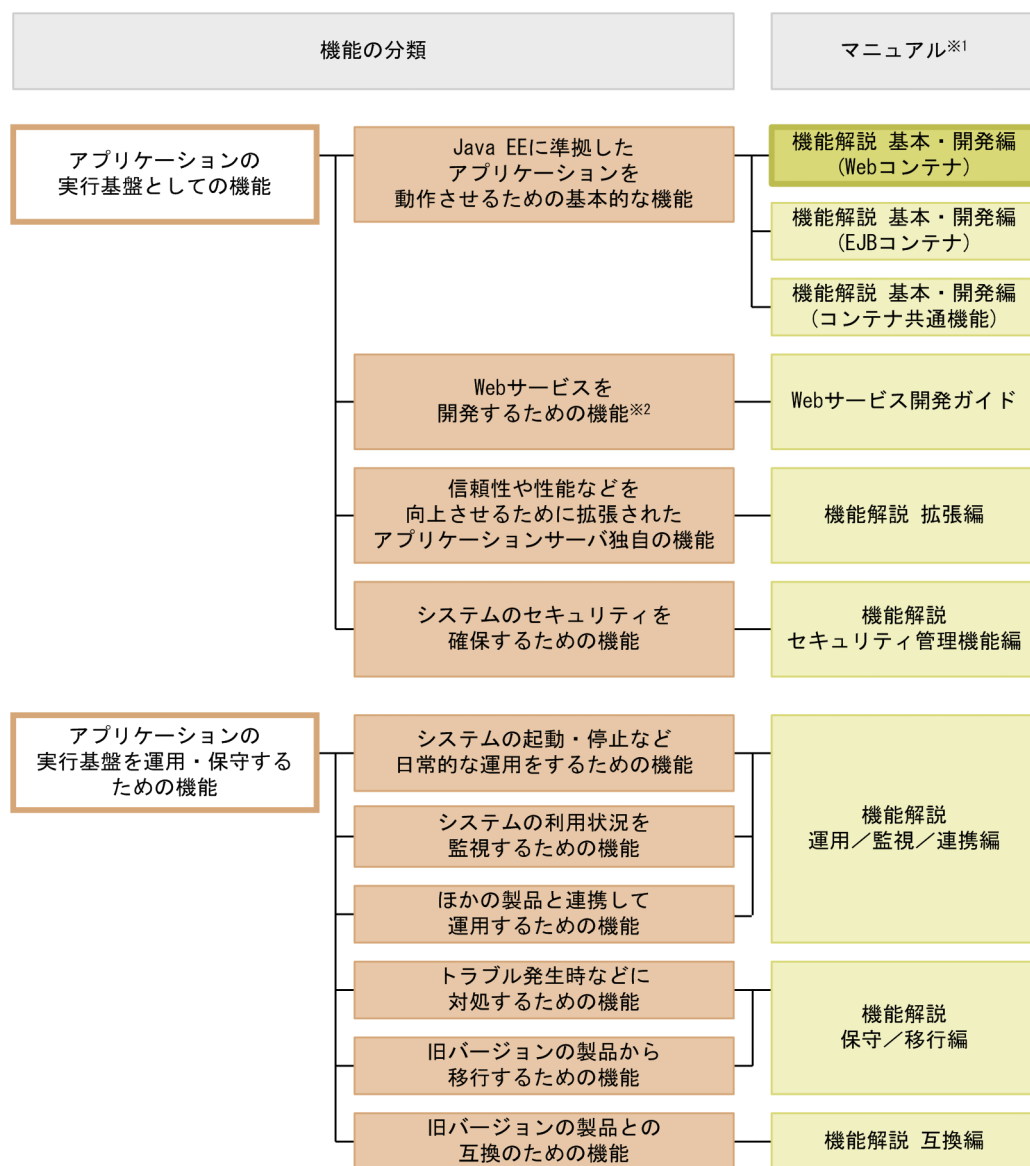 機能の分類
マニュアル※1
アプリケーションの
実行基盤としての機能
Java EEに準拠した
アプリケーションを
動作させるための基本的な機能
機能解説 基本・開発編
(Webコンテナ)
機能解説 基本・開発編
(EJBコンテナ)
機能解説 基本・開発編
(コンテナ共通機能)
Webサービスを
開発するための機能※2
Webサービス開発ガイド
信頼性や性能などを
向上させるために拡張された
アプリケーションサーバ独自の機能
機能解説 拡張編
システムのセキュリティを
確保するための機能
機能解説
セキュリティ管理機能編
アプリケーションの
実行基盤を運用・保守する
ための機能
システムの起動・停止など
日常的な運用をするための機能
システムの利用状況を
監視するための機能
ほかの製品と連携して
運用するための機能
機能解説
運用／監視／連携編
トラブル発生時などに
対処するための機能
旧バージョンの製品から
移行するための機能
機能解説
保守／移行編
旧バージョンの製品との
互換のための機能
機能解説 互換編